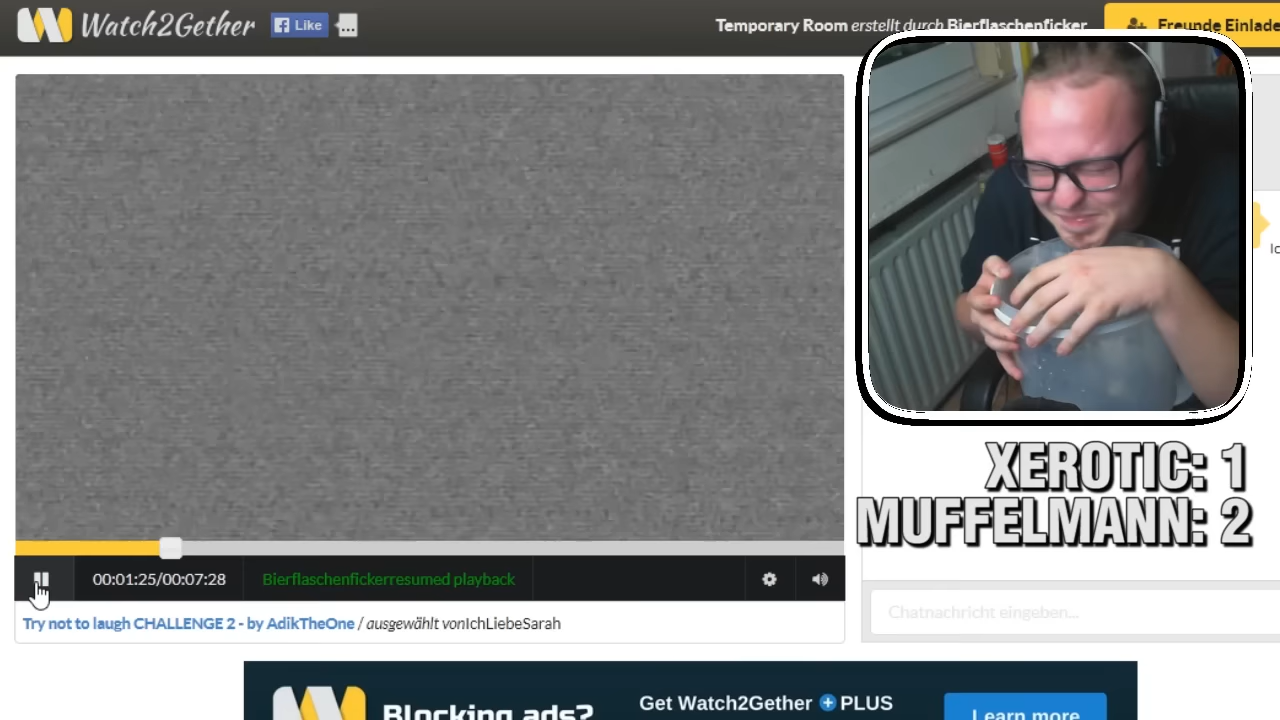 Watch2Gether
Like
...
Temporary Room erstellt durch Bierflaschenficker
Freunde Einlade
Ic
XEROTIC: 1
MUFFELMANN: 2
00:01:25/00:07:28
Bierflaschenfickerresumed playback
Try not to laugh CHALLENGE 2 - by AdikTheOne / ausgewählt vonIchLiebeSarah
Chatnachricht eingeben...
Blocking ads?
Get Watch2Gether + PLUS
Learn more